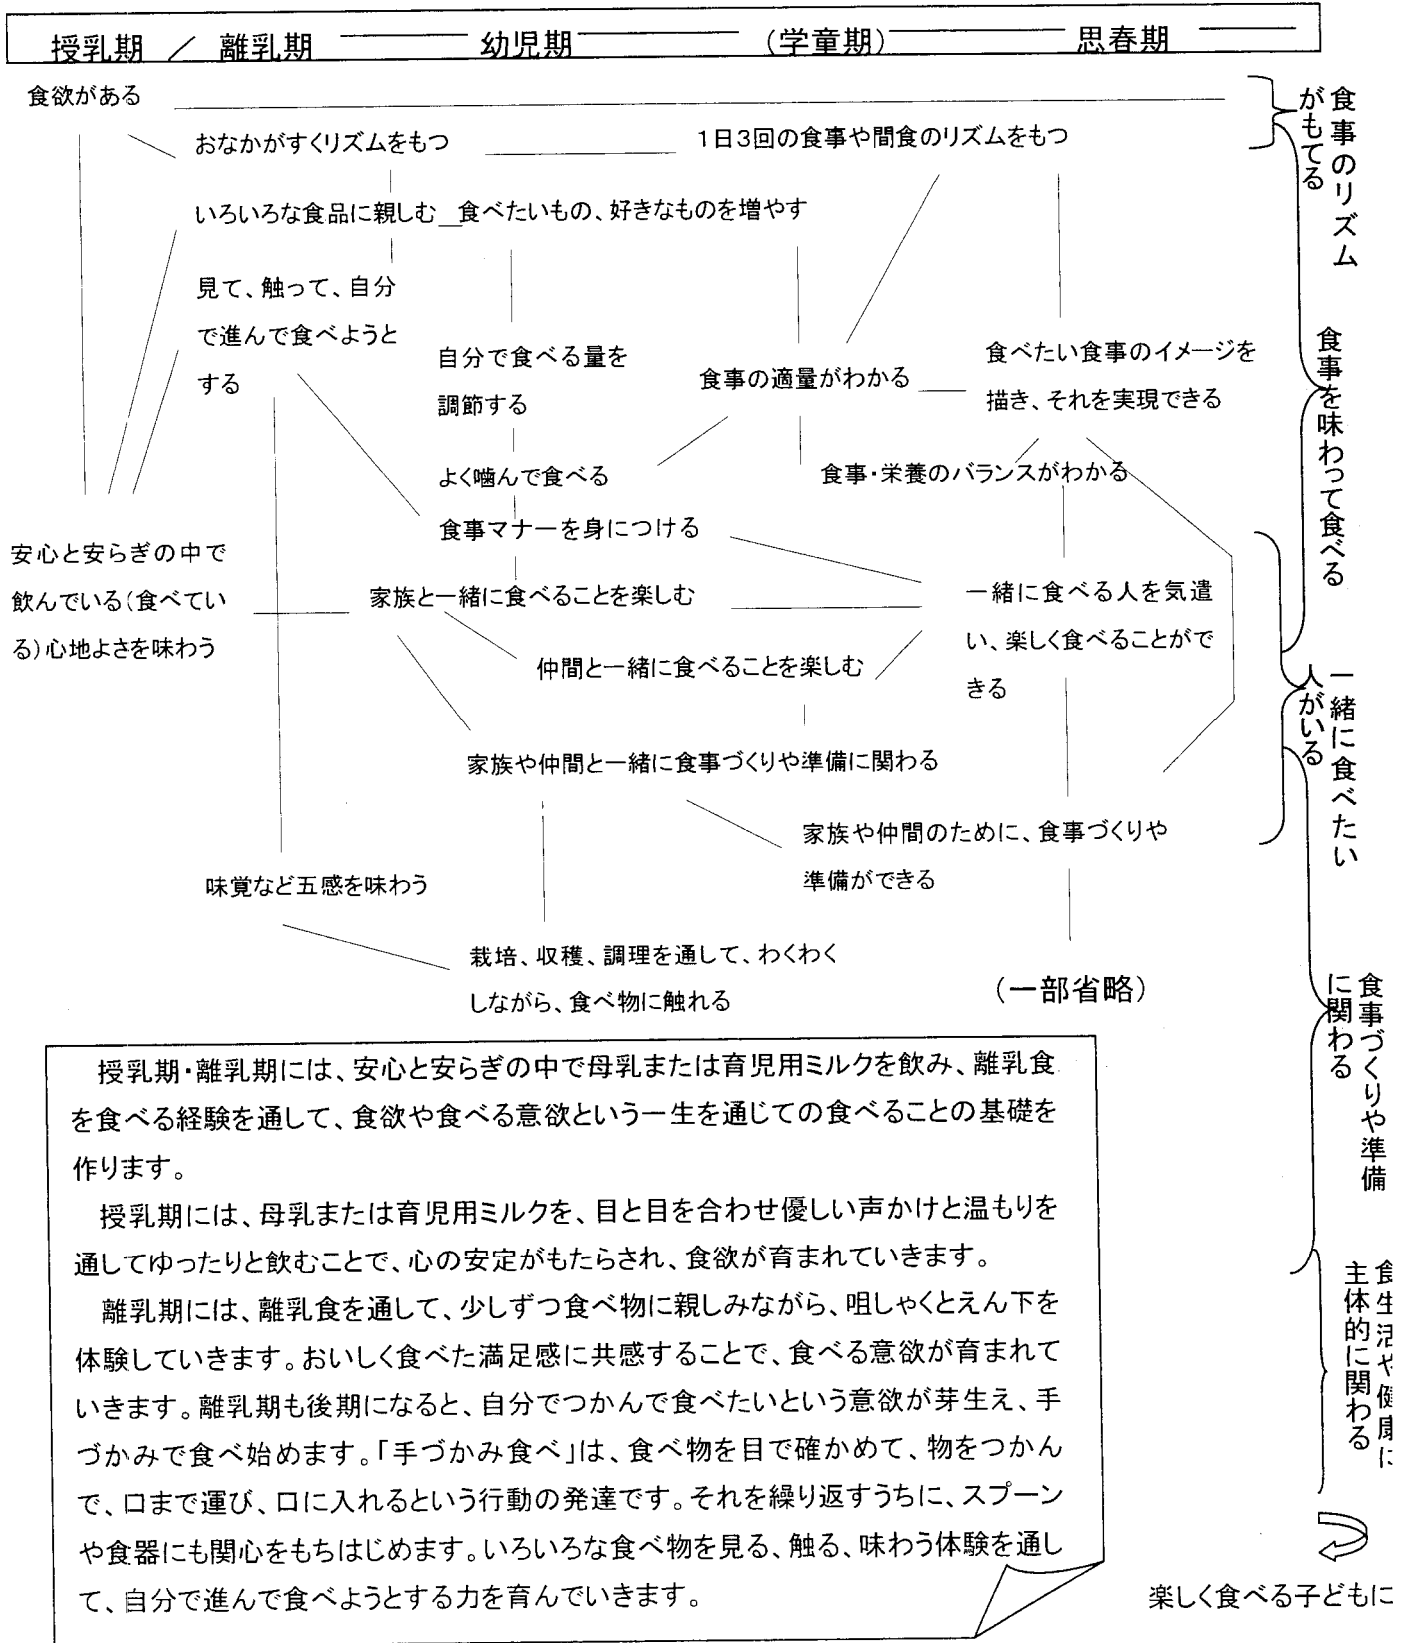 授乳期 / 離乳期 ── 幼児期 ── (学童期) ── 思春期 ──
食欲がある
おなかがすくリズムをもつ
1日3回の食事や間食のリズムをもつ
いろいろな食品に親しむ
食べたいもの、好きなものを増やす
見て、触って、自分
で進んで食べようと
する
自分で食べる量を
調節する
食事の適量がわかる
食べたい食事のイメージを
描き、それを実現できる
よく噛んで食べる
食事・栄養のバランスがわかる
食事マナーを身につける
安心と安らぎの中で
飲んでいる(食べてい
る)心地よさを味わう
家族と一緒に食べることを楽しむ
一緒に食べる人を気遣
い、楽しく食べることがで
きる
仲間と一緒に食べることを楽しむ
家族や仲間と一緒に食事づくりや準備に関わる
家族や仲間のために、食事づくりや
準備ができる
味覚など五感を味わう
栽培、収穫、調理を通して、わくわく
しながら、食べ物に触れる
(一部省略)
食事のリズム
がもてる
食事を味わって食べる
一緒に食べたい
人がいる
食事づくりや準備
に関わる
食生活や健康に
主体的に関わる
楽しく食べる子どもに
授乳期・離乳期には、安心と安らぎの中で母乳または育児用ミルクを飲み、離乳食
を食べる経験を通して、食欲や食べる意欲という一生を通じての食べることの基礎を
作ります。
授乳期には、母乳または育児用ミルクを、目と目を合わせ優しい声かけと温もりを
通してゆったりと飲むことで、心の安定がもたらされ、食欲が育まれていきます。
離乳期には、離乳食を通して、少しずつ食べ物に親しみながら、咀しゃくとえん下を
体験していきます。おいしく食べた満足感に共感することで、食べる意欲が育まれて
いきます。離乳期も後期になると、自分でつかんで食べたいという意欲が芽生え、手
づかみで食べ始めます。「手づかみ食べ」は、食べ物を目で確かめて、物をつかん
で、口まで運び、口に入れるという行動の発達です。それを繰り返すうちに、スプーン
や食器にも関心をもちはじめます。いろいろな食べ物を見る、触る、味わう体験を通し
て、自分で進んで食べようとする力を育んでいきます。